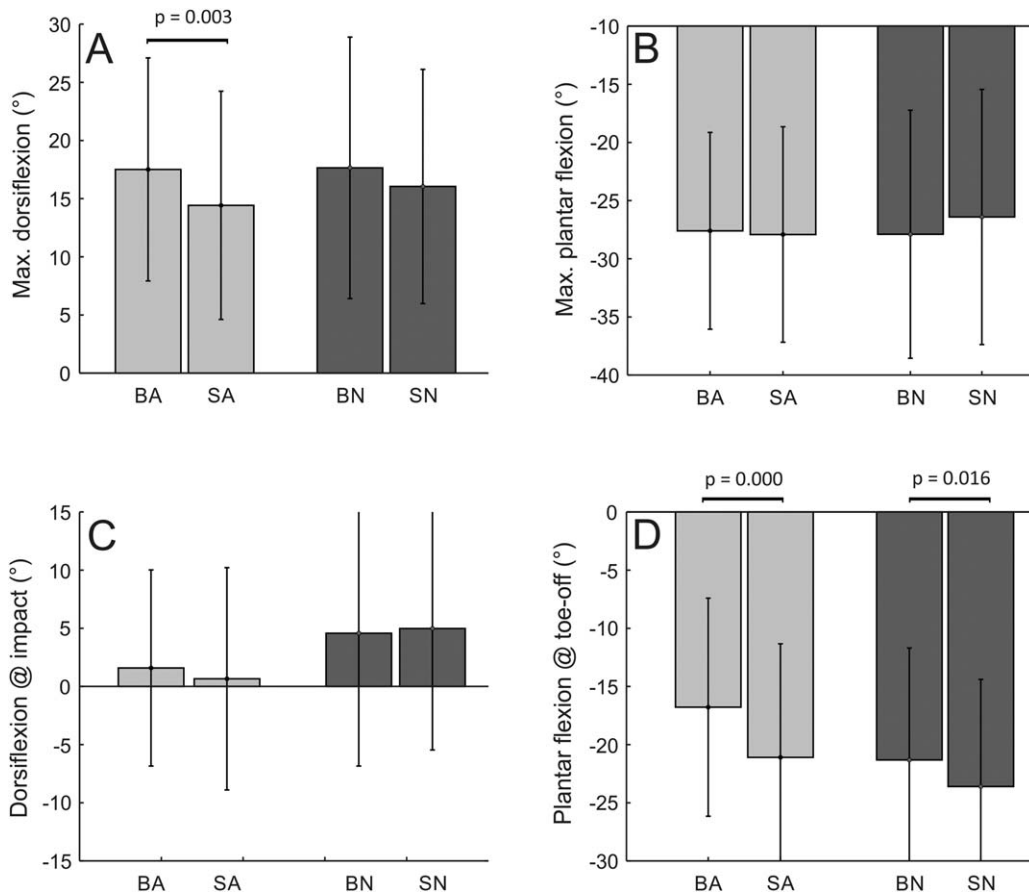 p = 0.003
A
Max. dorsiflexion (°)
30
25
20
15
10
5
0
BA SA BN SN
B
Max. plantar flexion (°)
-10
-15
-20
-25
-30
-35
-40
BA SA BN SN
C
Dorsiflexion @ impact (°)
15
10
5
0
-5
-10
-15
BA SA BN SN
p = 0.000 p = 0.016
D
Plantar flexion @ toe-off (°)
0
-5
-10
-15
-20
-25
-30
BA SA BN SN